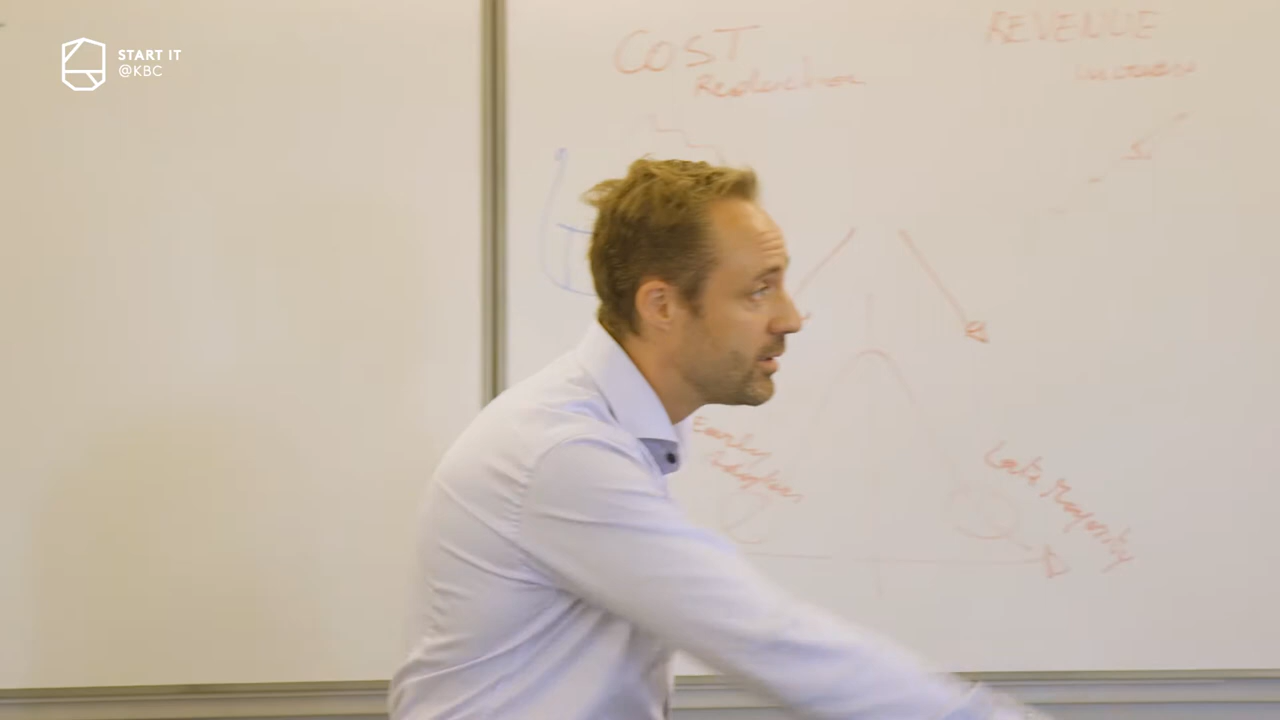 START IT
@KBC
COST
Reduction
REVENUE
increase
Early
Adopters
Late Majority